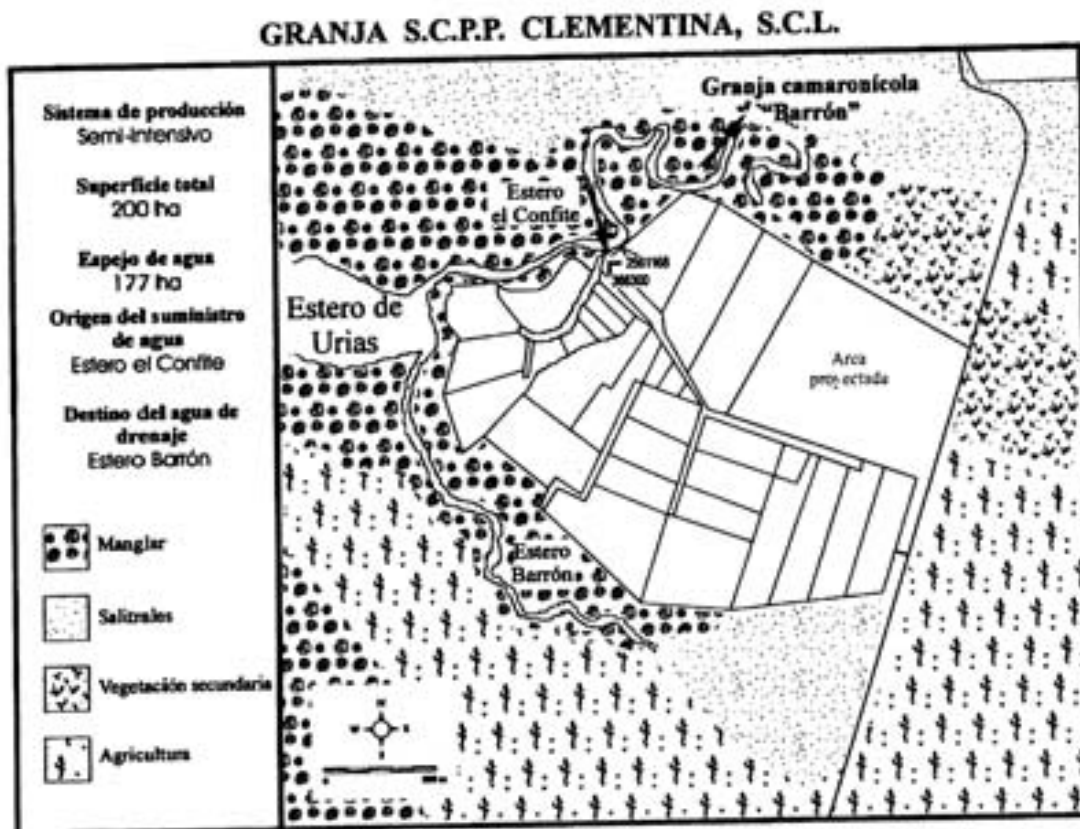 GRANJA S.C.P.P. CLEMENTINA, S.C.L.
Sistema de producción
Semi-intensivo
Superficie total
200 ha
Espejo de agua
177 ha
Origen del suministro
de agua
Estero el Confite
Destino del agua de
drenaje
Estero Barrón
Manglar
Salitrales
Vegetación secundaria
Agricultura
Granja camaronícola
"Barrón"
Estero
el Confite
Estero de
Urias
Area
proyectada
Estero
Barrón